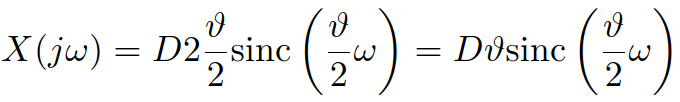 X(jω) = D2 ϑ/2 sinc(ϑ/2 ω) = Dϑsinc(ϑ/2 ω)